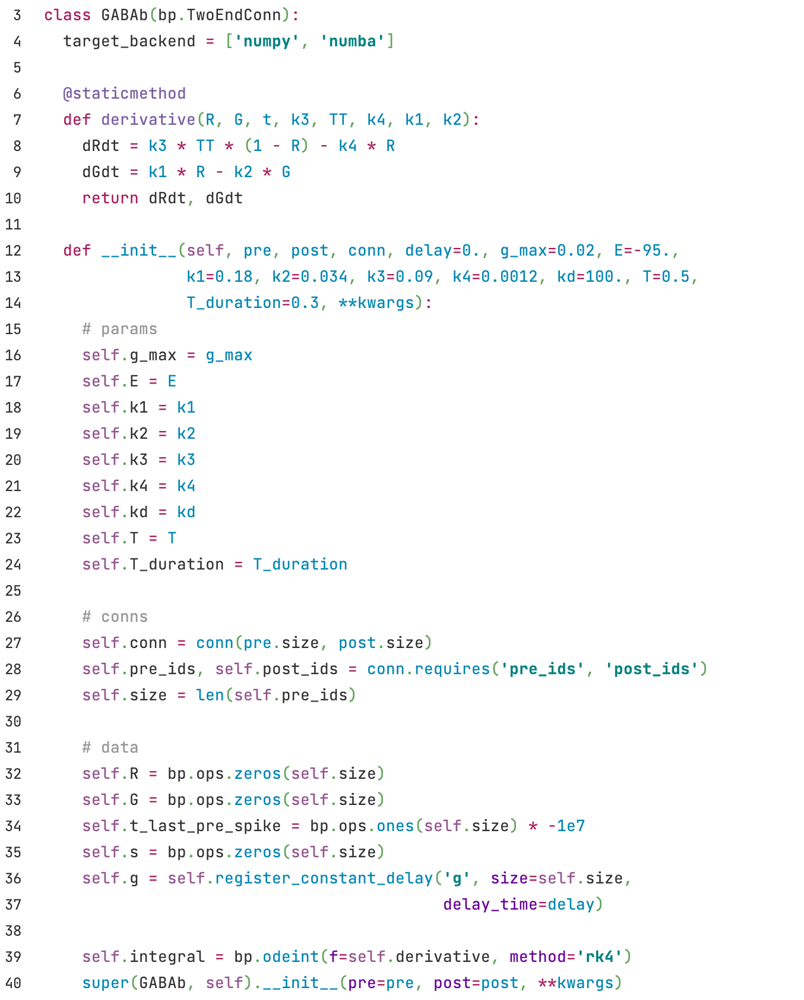 3 class GABAb(bp.TwoEndConn):
4   target_backend = ['numpy', 'numba']
5
6   @staticmethod
7   def derivative(R, G, t, k3, TT, k4, k1, k2):
8     dRdt = k3 * TT * (1 - R) - k4 * R
9     dGdt = k1 * R - k2 * G
10     return dRdt, dGdt
11
12   def __init__(self, pre, post, conn, delay=0., g_max=0.02, E=-95.,
13                k1=0.18, k2=0.034, k3=0.09, k4=0.0012, kd=100., T=0.5,
14                T_duration=0.3, **kwargs):
15     # params
16     self.g_max = g_max
17     self.E = E
18     self.k1 = k1
19     self.k2 = k2
20     self.k3 = k3
21     self.k4 = k4
22     self.kd = kd
23     self.T = T
24     self.T_duration = T_duration
25
26     # conns
27     self.conn = conn(pre.size, post.size)
28     self.pre_ids, self.post_ids = conn.requires('pre_ids', 'post_ids')
29     self.size = len(self.pre_ids)
30
31     # data
32     self.R = bp.ops.zeros(self.size)
33     self.G = bp.ops.zeros(self.size)
34     self.t_last_pre_spike = bp.ops.ones(self.size) * -1e7
35     self.s = bp.ops.zeros(self.size)
36     self.g = self.register_constant_delay('g', size=self.size,
37                                           delay_time=delay)
38
39     self.integral = bp.odeint(f=self.derivative, method='rk4')
40     super(GABAb, self).__init__(pre=pre, post=post, **kwargs)